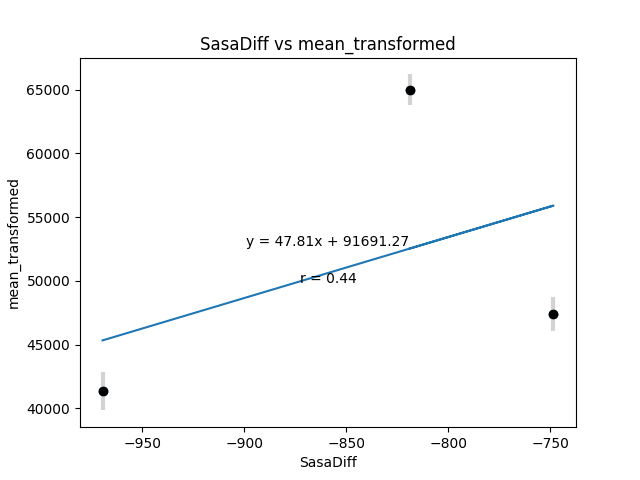 SasaDiff vs mean_transformed
mean_transformed
65000
60000
55000
50000
45000
40000
y = 47.81x + 91691.27
r = 0.44
−950
−900
−850
−800
−750
SasaDiff